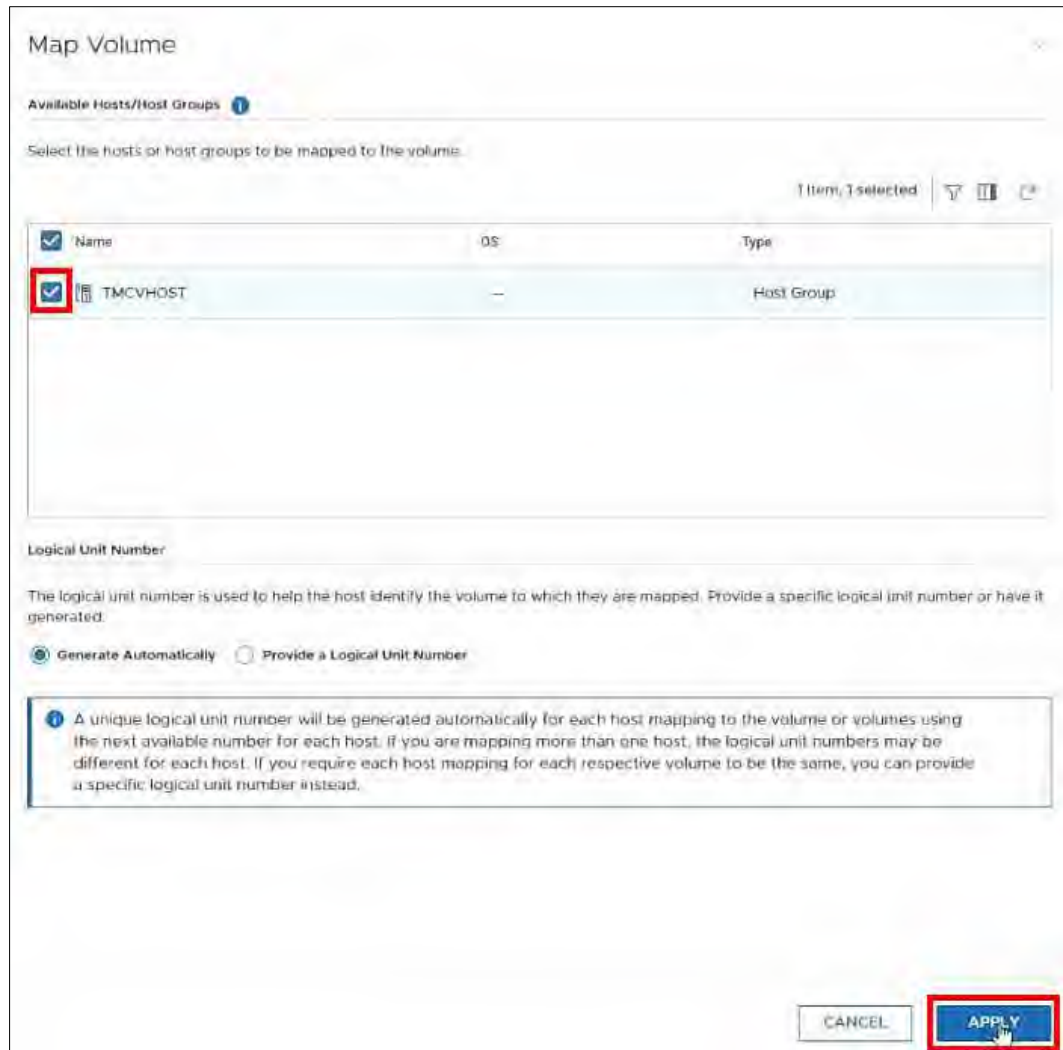 Map Volume
Available Hosts/Host Groups
Select the hosts or host groups to be mapped to the volume.
1 item, 1 selected
Name OS Type
TMCVHOST -- Host Group
Logical Unit Number
The logical unit number is used to help the host identify the volume to which they are mapped. Provide a specific logical unit number or have it
generated.
Generate Automatically Provide a Logical Unit Number
A unique logical unit number will be generated automatically for each host mapping to the volume or volumes using
the next available number for each host. If you are mapping more than one host, the logical unit numbers may be
different for each host. If you require each host mapping for each respective volume to be the same, you can provide
a specific logical unit number instead.
CANCEL APPLY